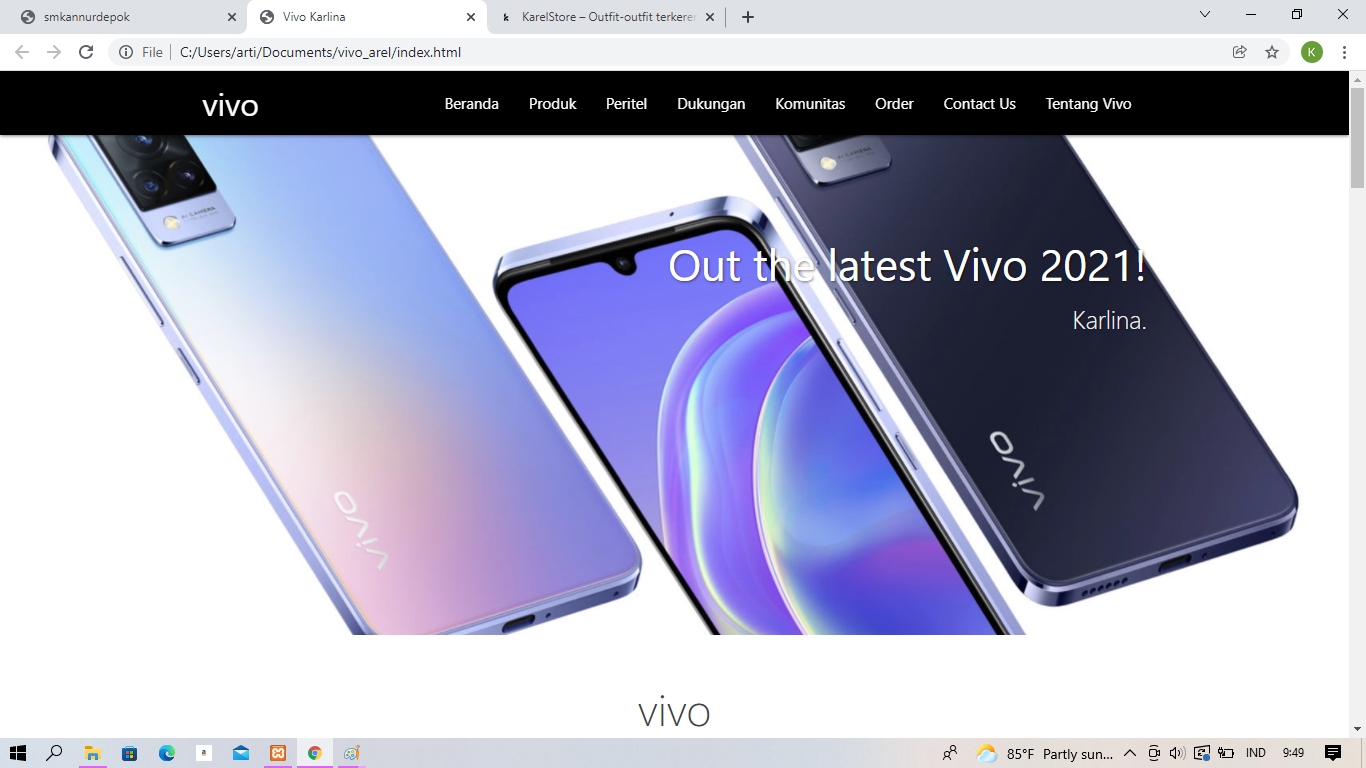 smkannurdepok
Vivo Karlina
KarelStore – Outfit-outfit terkeren
File
C:/Users/arti/Documents/vivo_arel/index.html
K
vivo
Beranda Produk Peritel Dukungan Komunitas Order Contact Us Tentang Vivo
AI CAMERA
AI CAMERA
Out the latest Vivo 2021!
Karlina.
vivo
vivo
vivo
a
85°F Partly sun...
IND
9:49